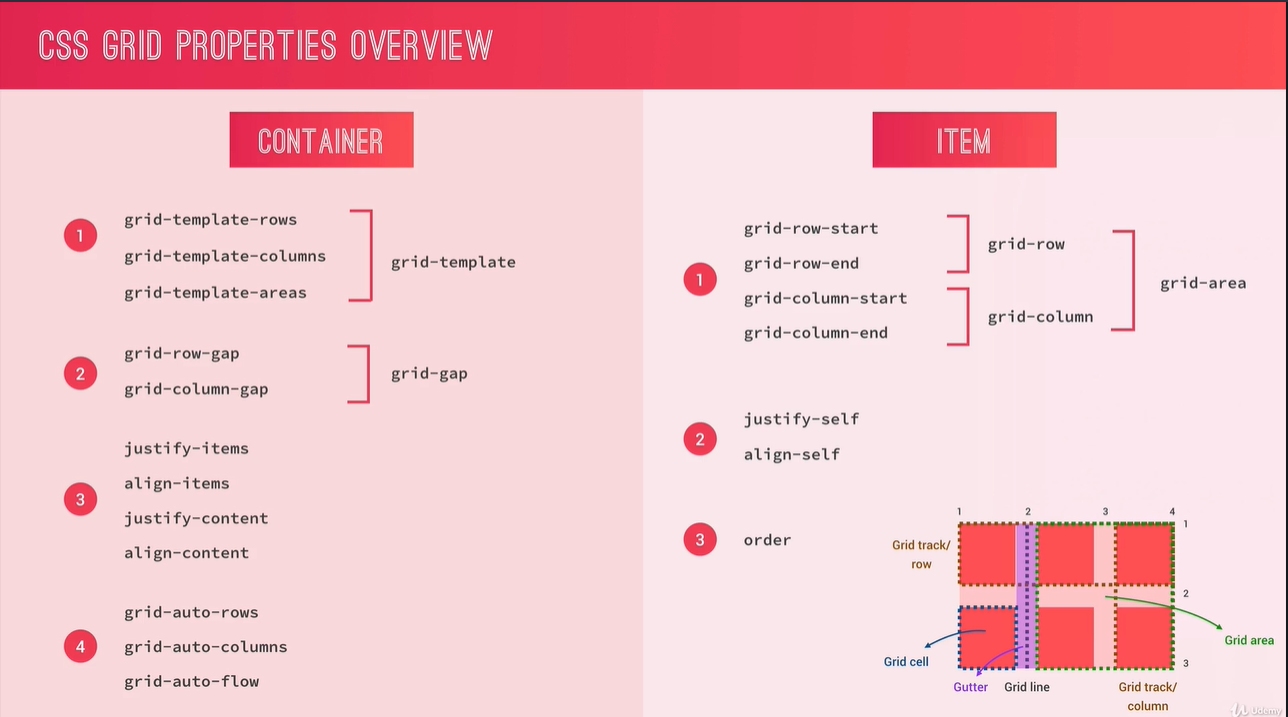 CSS GRID PROPERTIES OVERVIEW
CONTAINER
1
grid-template-rows
grid-template-columns
grid-template-areas
grid-template
2
grid-row-gap
grid-column-gap
grid-gap
3
justify-items
align-items
justify-content
align-content
4
grid-auto-rows
grid-auto-columns
grid-auto-flow
ITEM
1
grid-row-start
grid-row-end
grid-column-start
grid-column-end
grid-row
grid-column
grid-area
2
justify-self
align-self
3
order
1 2 3 4
1
2
3
Grid track/
row
Grid cell
Gutter
Grid line
Grid track/
column
Grid area
Udemy